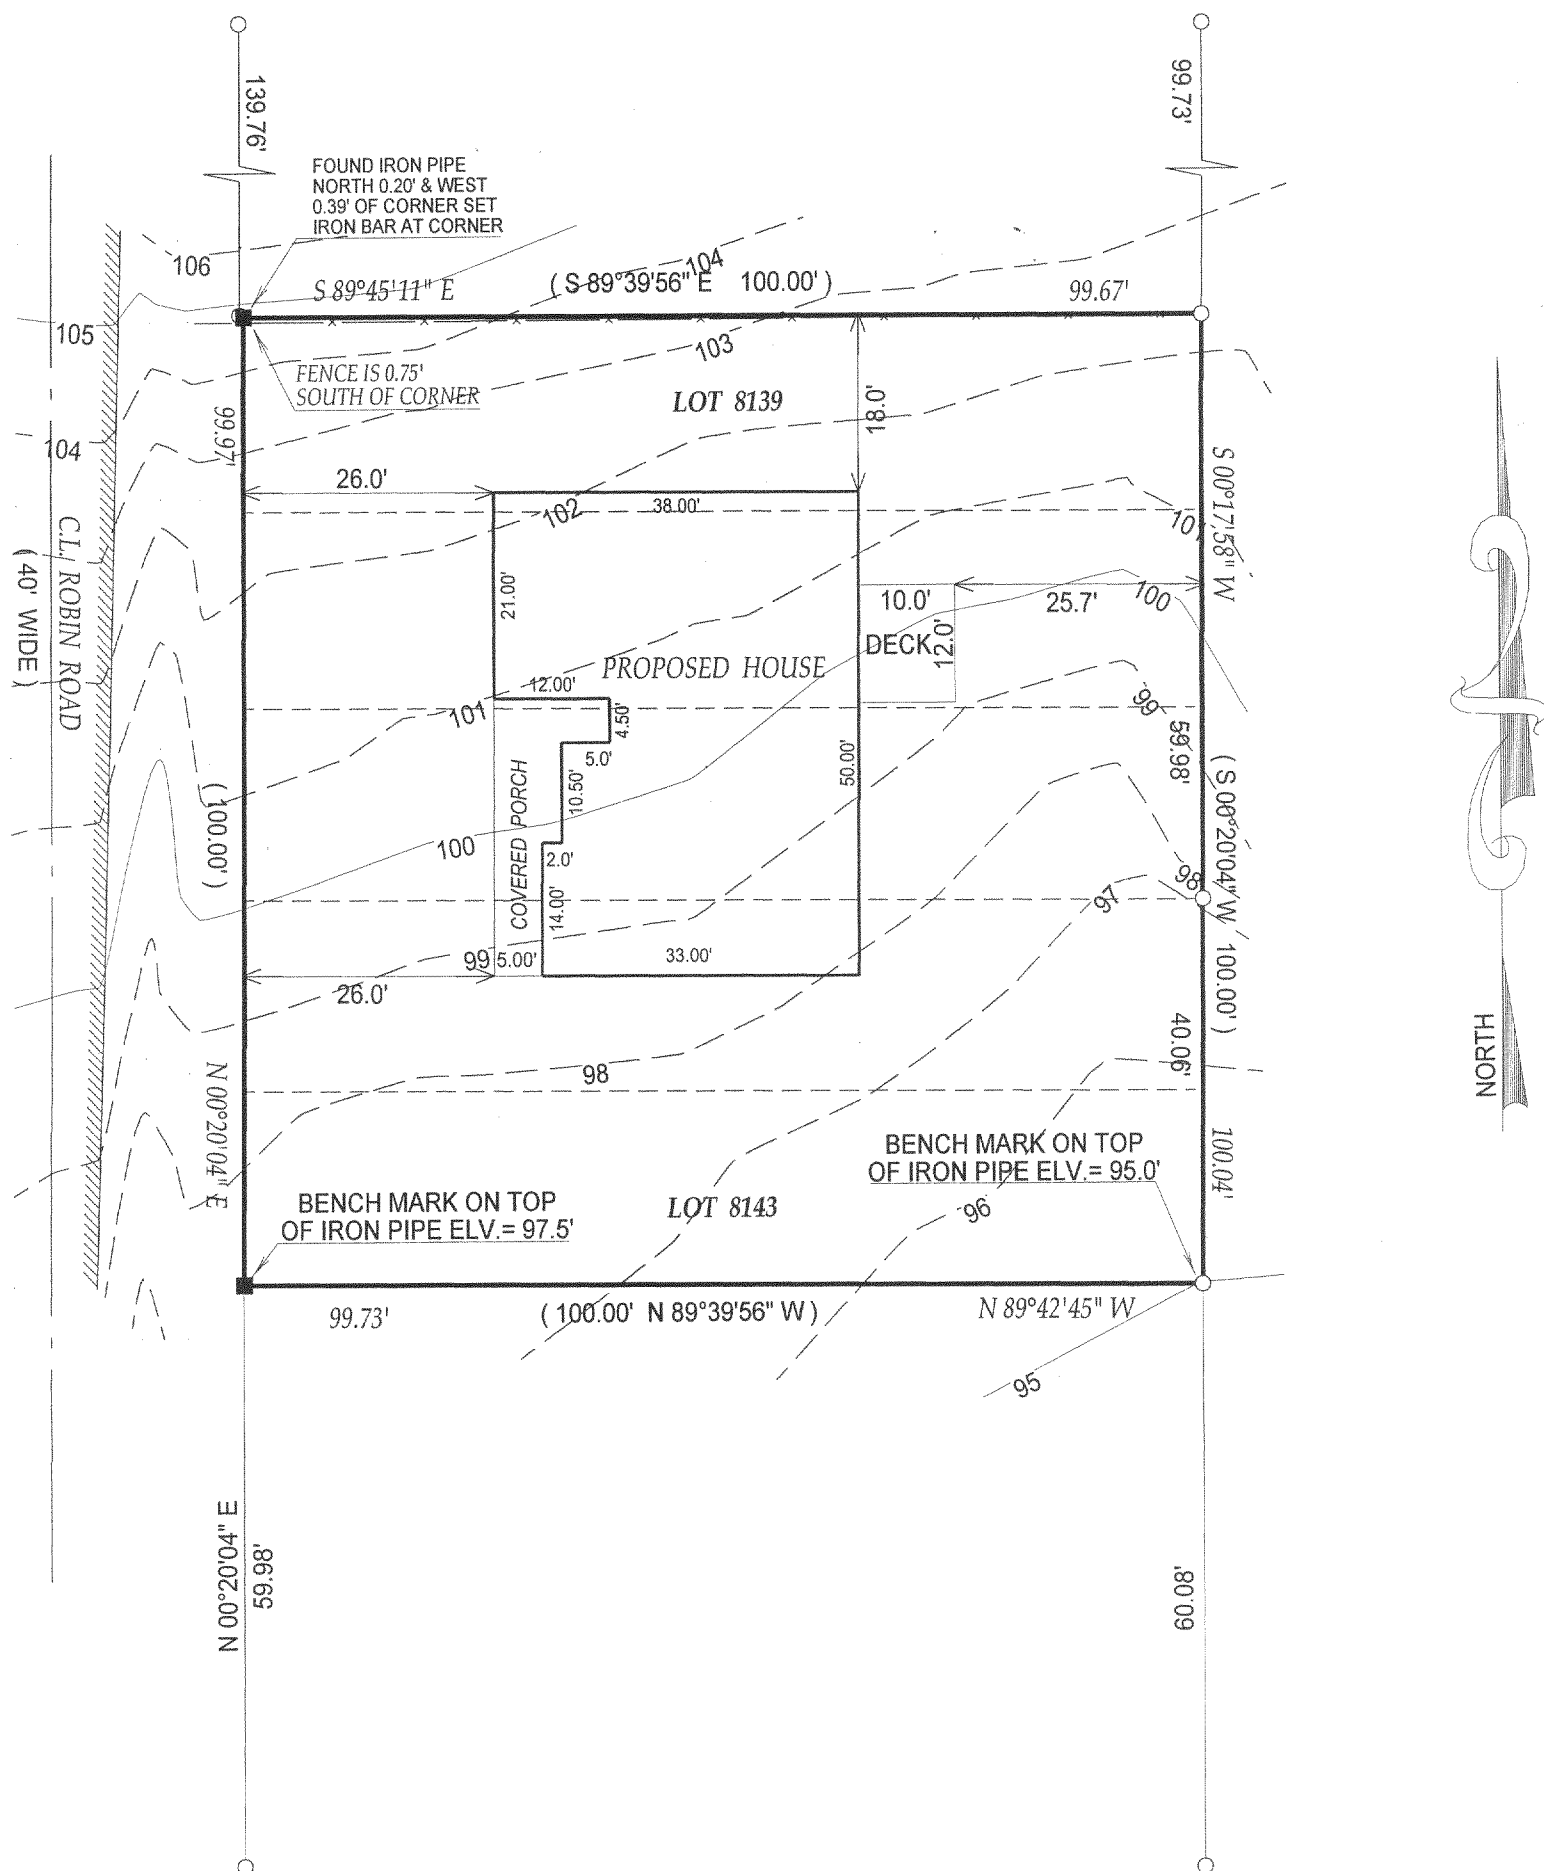 139.76'
99.73'
FOUND IRON PIPE
NORTH 0.20' & WEST
0.39' OF CORNER SET
IRON BAR AT CORNER
106
104
S 89°45'11" E
( S 89°39'56" E 100.00' )
99.67'
105
103
FENCE IS 0.75'
SOUTH OF CORNER
LOT 8139
18.0'
99.97'
104
26.0'
38.00'
102
101
S 00°17'58" W
C.L. ROBIN ROAD
( 40' WIDE )
21.00'
10.0'
25.7'
100
DECK
12.0'
PROPOSED HOUSE
12.00'
101
4.50'
99
59.98'
5.0'
50.00'
COVERED PORCH
10.50'
( 100.00' )
( S 00°20'04" W 100.00' )
100
2.0'
98
97
14.00'
99
5.00'
33.00'
26.0'
40.06'
NORTH
98
N 00°20'04" E
100.04'
BENCH MARK ON TOP
OF IRON PIPE ELV.= 95.0'
BENCH MARK ON TOP
OF IRON PIPE ELV.= 97.5'
LOT 8143
96
99.73'
( 100.00' N 89°39'56" W )
N 89°42'45" W
95
N 00°20'04" E
59.98'
60.08'